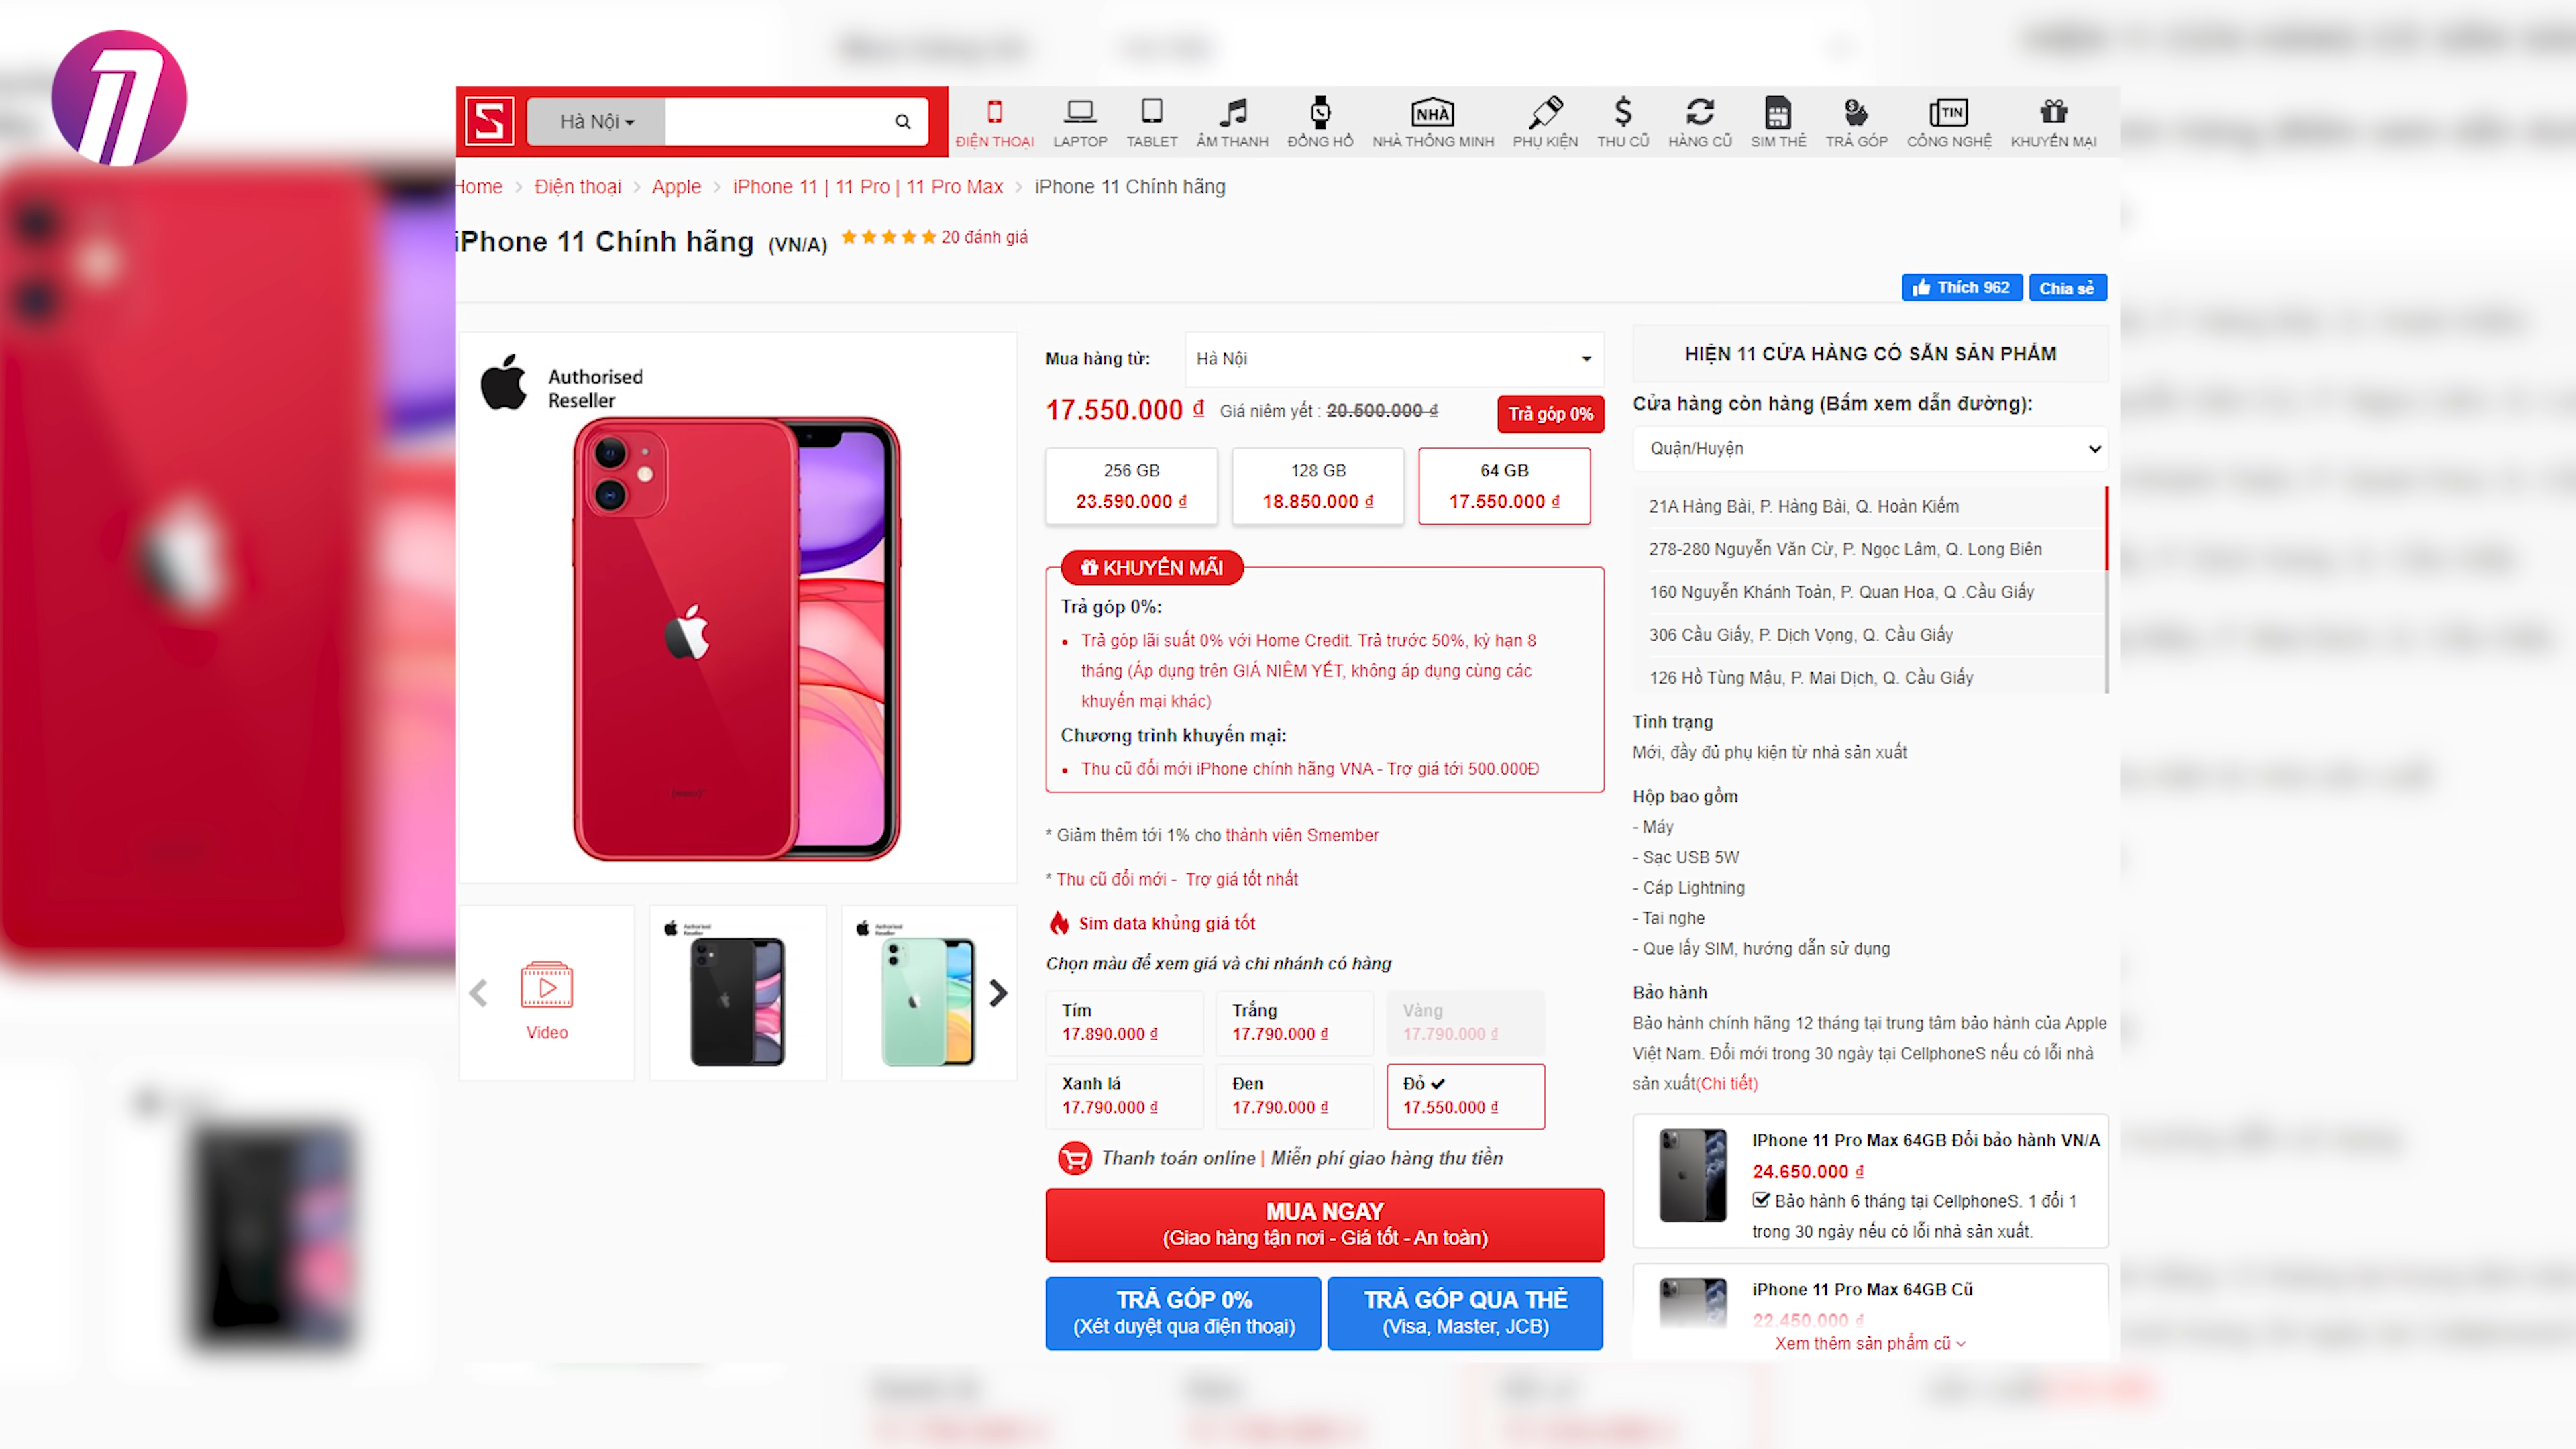 Hà Nội
ĐIỆN THOẠI
LAPTOP
TABLET
ÂM THANH
ĐỒNG HỒ
NHÀ
NHÀ THÔNG MINH
PHỤ KIỆN
THU CŨ
HÀNG CŨ
SIM THẺ
TRẢ GÓP
TIN
CÔNG NGHỆ
KHUYẾN MẠI
Home > Điện thoại > Apple > iPhone 11 | 11 Pro | 11 Pro Max > iPhone 11 Chính hãng
iPhone 11 Chính hãng (VN/A) 20 đánh giá
Thích 962 Chia sẻ
Authorised
Reseller
Video
Mua hàng từ: Hà Nội
17.550.000 ₫ Giá niêm yết : 20.500.000 ₫ Trả góp 0%
256 GB
23.590.000 ₫
128 GB
18.850.000 ₫
64 GB
17.550.000 ₫
KHUYẾN MÃI
Trả góp 0%:
Trả góp lãi suất 0% với Home Credit. Trả trước 50%, kỳ hạn 8
tháng (Áp dụng trên GIÁ NIÊM YẾT, không áp dụng cùng các
khuyến mại khác)
Chương trình khuyến mại:
Thu cũ đổi mới iPhone chính hãng VNA - Trợ giá tới 500.000Đ
* Giảm thêm tới 1% cho thành viên Smember
* Thu cũ đổi mới - Trợ giá tốt nhất
Sim data khủng giá tốt
Chọn màu để xem giá và chi nhánh có hàng
Tím
17.890.000 ₫
Trắng
17.790.000 ₫
Vàng
17.790.000 ₫
Xanh lá
17.790.000 ₫
Đen
17.790.000 ₫
Đỏ
17.550.000 ₫
Thanh toán online | Miễn phí giao hàng thu tiền
MUA NGAY
(Giao hàng tận nơi - Giá tốt - An toàn)
TRẢ GÓP 0%
(Xét duyệt qua điện thoại)
TRẢ GÓP QUA THẺ
(Visa, Master, JCB)
HIỆN 11 CỬA HÀNG CÓ SẴN SẢN PHẨM
Cửa hàng còn hàng (Bấm xem dẫn đường):
Quận/Huyện
21A Hàng Bài, P. Hàng Bài, Q. Hoàn Kiếm
278-280 Nguyễn Văn Cừ, P. Ngọc Lâm, Q. Long Biên
160 Nguyễn Khánh Toàn, P. Quan Hoa, Q .Cầu Giấy
306 Cầu Giấy, P. Dịch Vọng, Q. Cầu Giấy
126 Hồ Tùng Mậu, P. Mai Dịch, Q. Cầu Giấy
Tình trạng
Mới, đầy đủ phụ kiện từ nhà sản xuất
Hộp bao gồm
- Máy
- Sạc USB 5W
- Cáp Lightning
- Tai nghe
- Que lấy SIM, hướng dẫn sử dụng
Bảo hành
Bảo hành chính hãng 12 tháng tại trung tâm bảo hành của Apple
Việt Nam. Đổi mới trong 30 ngày tại CellphoneS nếu có lỗi nhà
sản xuất(Chi tiết)
IPhone 11 Pro Max 64GB Đổi bảo hành VN/A
24.650.000 ₫
Bảo hành 6 tháng tại CellphoneS. 1 đổi 1
trong 30 ngày nếu có lỗi nhà sản xuất.
iPhone 11 Pro Max 64GB Cũ
22.450.000 ₫
Xem thêm sản phẩm cũ